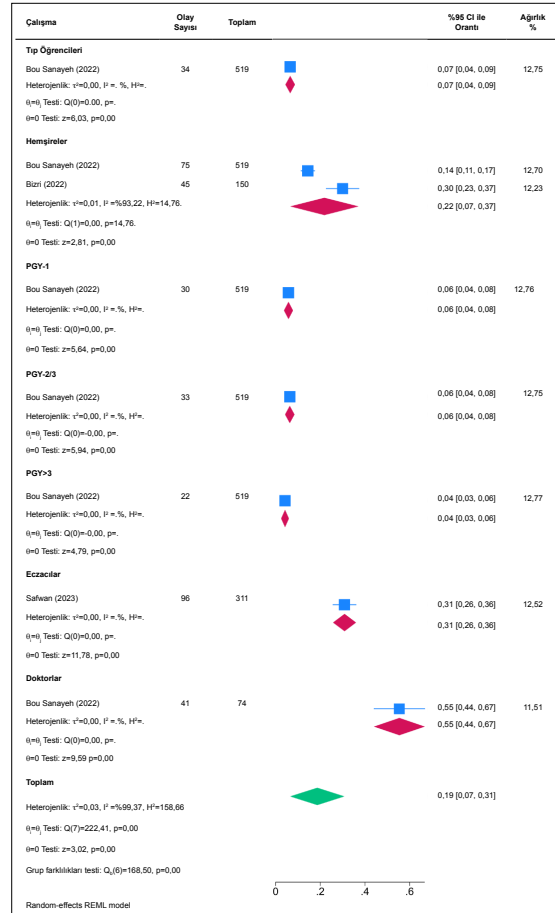 Çalışma Olay Sayısı Toplam %95 CI ile Orantı Ağırlık %
Tıp Öğrencileri
Bou Sanayeh (2022) 34 519 0,07 [0,04, 0,09] 12,75
Heterojenlik: τ²=0,00, I² =. %, H²=. 0,07 [0,04, 0,09]
θᵢ=θⱼ Testi: Q(0)=0.00, p=.
θ=0 Testi: z=6,03, p=0,00
Hemşireler
Bou Sanayeh (2022) 75 519 0,14 [0,11, 0,17] 12,70
Bizri (2022) 45 150 0,30 [0,23, 0,37] 12,23
Heterojenlik: τ²=0,01, I² =%93,22, H²=14,76. 0,22 [0,07, 0,37]
θᵢ=θⱼ Testi: Q(1)=0,00, p=14,76.
θ=0 Testi: z=2,81, p=0,00
PGY-1
Bou Sanayeh (2022) 30 519 0,06 [0,04, 0,08] 12,76
Heterojenlik: τ²=0,00, I² =.%, H²=. 0,06 [0,04, 0,08]
θᵢ=θⱼ Testi: Q(0)=0,00, p=.
θ=0 Testi: z=5,64, p=0,00
PGY-2/3
Bou Sanayeh (2022) 33 519 0,06 [0,04, 0,08] 12,75
Heterojenlik: τ²=0,00, I² =.%, H²=. 0,06 [0,04, 0,08]
θᵢ=θⱼ Testi: Q(0)=-0,00, p=.
θ=0 Testi: z=5,94, p=0,00
PGY>3
Bou Sanayeh (2022) 22 519 0,04 [0,03, 0,06] 12,77
Heterojenlik: τ²=0,00, I² =.%, H²=. 0,04 [0,03, 0,06]
θᵢ=θⱼ Testi: Q(0)=-0,00, p=.
θ=0 Testi: z=4,79, p=0,00
Eczacılar
Safwan (2023) 96 311 0,31 [0,26, 0,36] 12,52
Heterojenlik: τ²=0,00, I² =.%, H²=. 0,31 [0,26, 0,36]
θᵢ=θⱼ Testi: Q(0)=0,00, p=.
θ=0 Testi: z=11,78, p=0,00
Doktorlar
Bou Sanayeh (2022) 41 74 0,55 [0,44, 0,67] 11,51
Heterojenlik: τ²=0,00, I² =.%, H²=. 0,55 [0,44, 0,67]
θᵢ=θⱼ Testi: Q(0)=0,00, p=.
θ=0 Testi: z=9,59 p=0,00
Toplam
0,19 [0,07, 0,31]
Heterojenlik: τ²=0,03, I² =%99,37, H²=158,66
θᵢ=θⱼ Testi: Q(7)=222,41, p=0,00
θ=0 Testi: z=3,02, p=0,00
Grup farklılıkları testi: Qb(6)=168,50, p=0,00
0 .2 .4 .6
Random-effects REML model